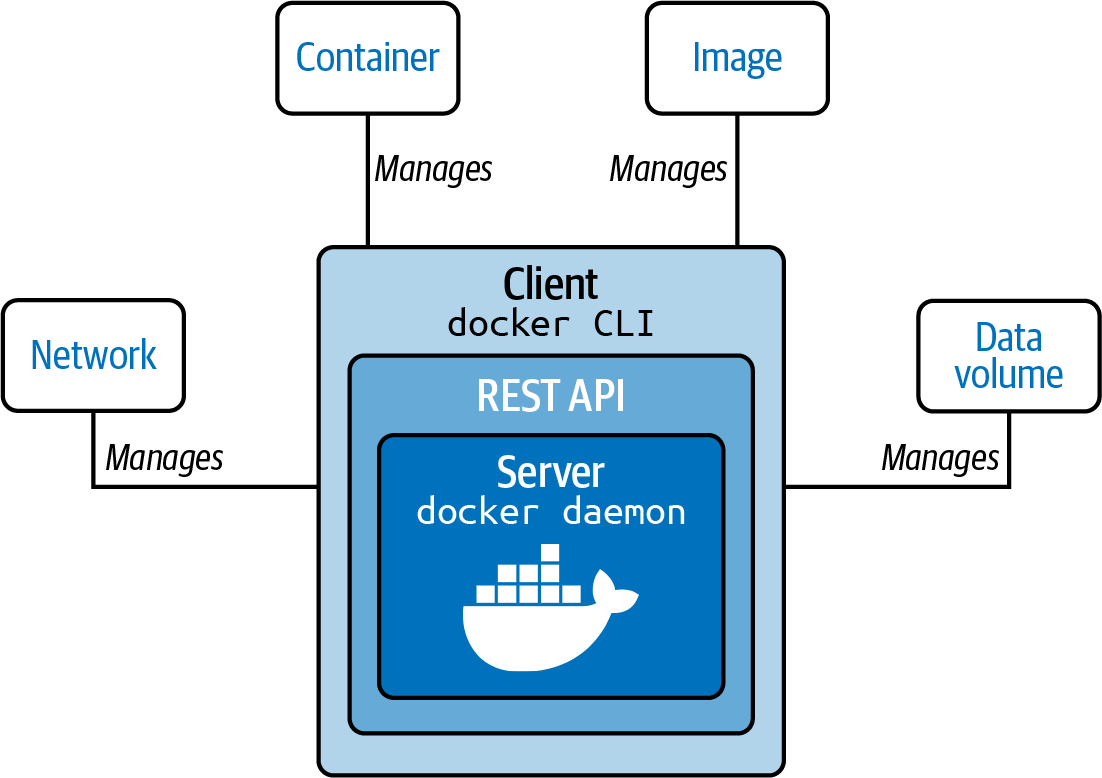 Container
Image
Manages
Manages
Client
docker CLI
Network
Data
volume
REST API
Manages
Manages
Server
docker daemon